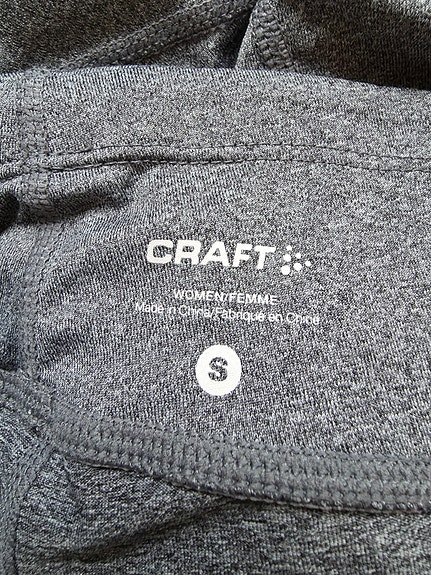 CRAFT
WOMEN/FEMME
Made in China/Fabriqué en Chine
S